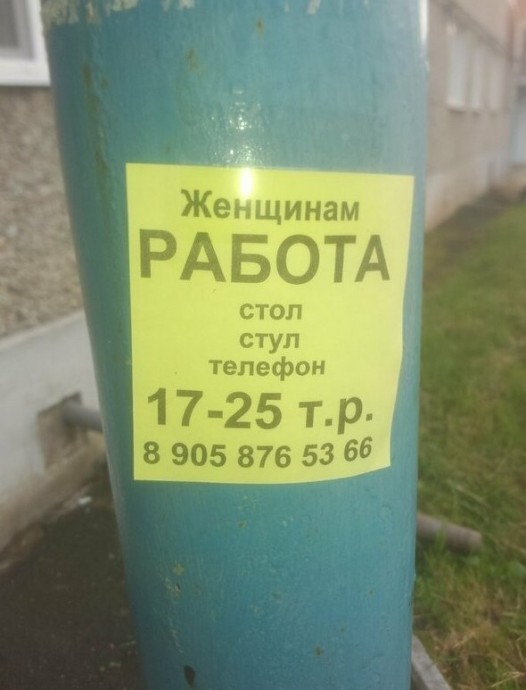 Женщинам
РАБОТА
стол
стул
телефон
17-25 т.р.
8 905 876 53 66